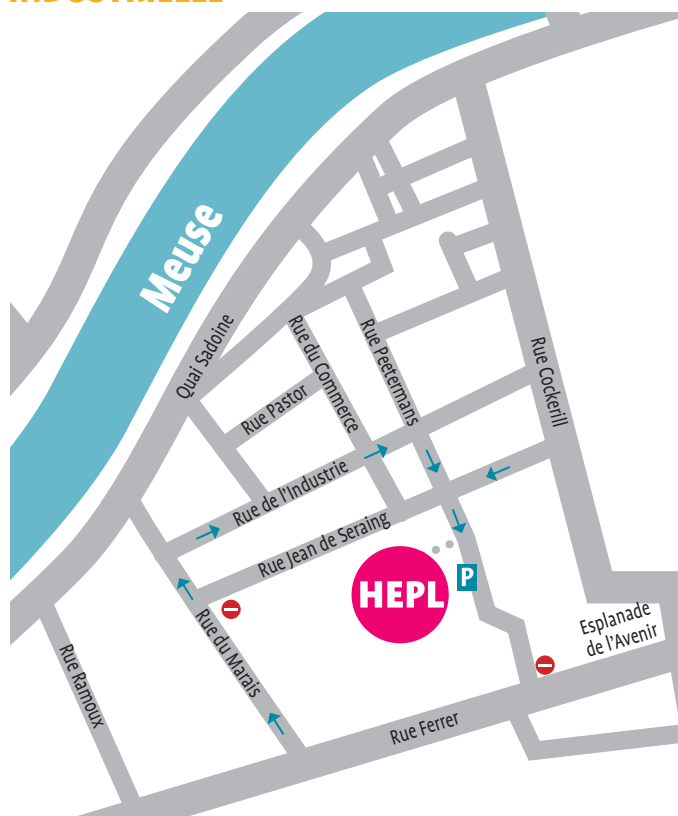 Meuse
Quai Sadoine
Rue du Commerce
Rue Peetermans
Rue Cockerill
Rue Pastor
Rue de l'Industrie
Rue Jean de Seraing
HEPL
P
Rue du Marais
Esplanade
de l'Avenir
Rue Ramoux
Rue Ferrer